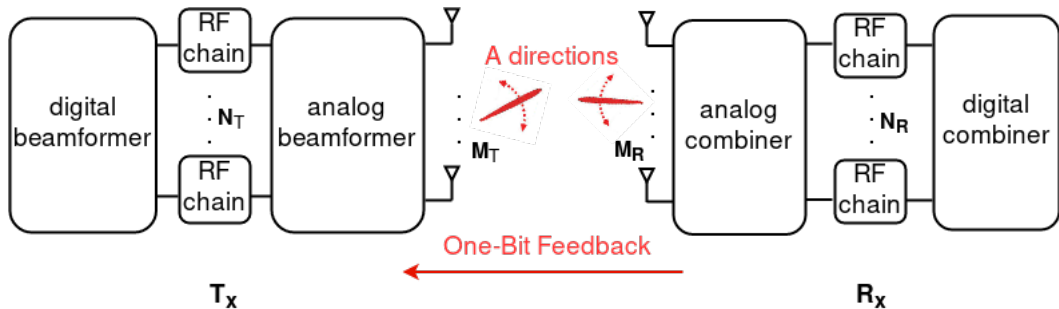 digital
beamformer
RF
chain
N_T
RF
chain
analog
beamformer
A directions
M_T
M_R
analog
combiner
RF
chain
N_R
RF
chain
digital
combiner
One-Bit Feedback
T_x
R_x